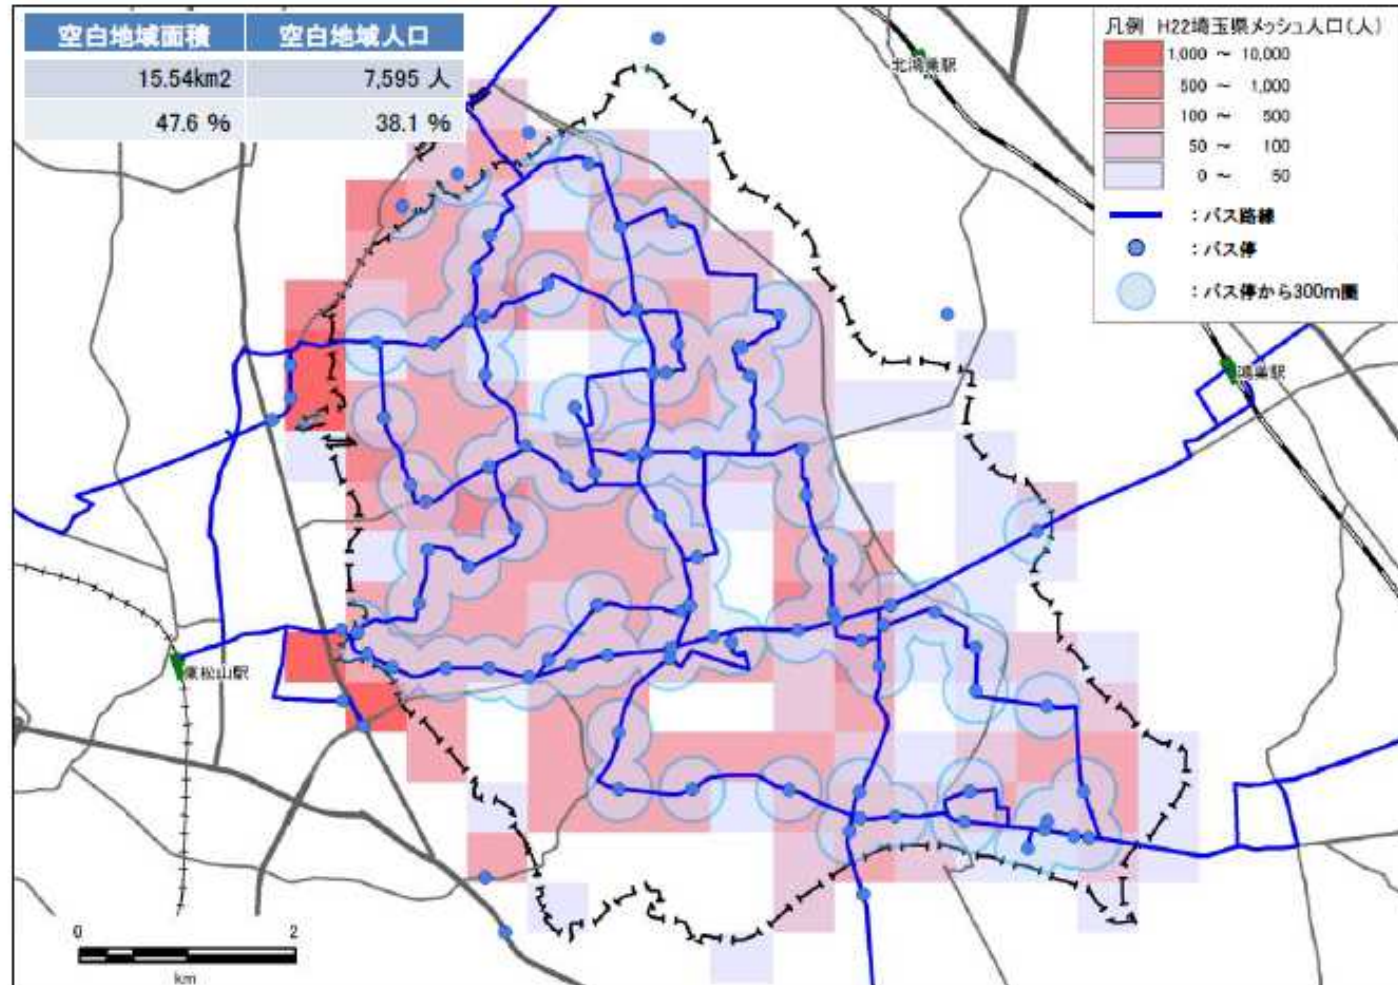 空白地域面積 空白地域人口
15.54km2 7,595 人
47.6 % 38.1 %
凡例 H22埼玉県メッシュ人口(人)
1,000 ～ 10,000
500 ～ 1,000
100 ～ 500
50 ～ 100
0 ～ 50
：バス路線
：バス停
：バス停から300m圏
北鴻巣駅
鴻巣駅
東松山駅
0 2
km